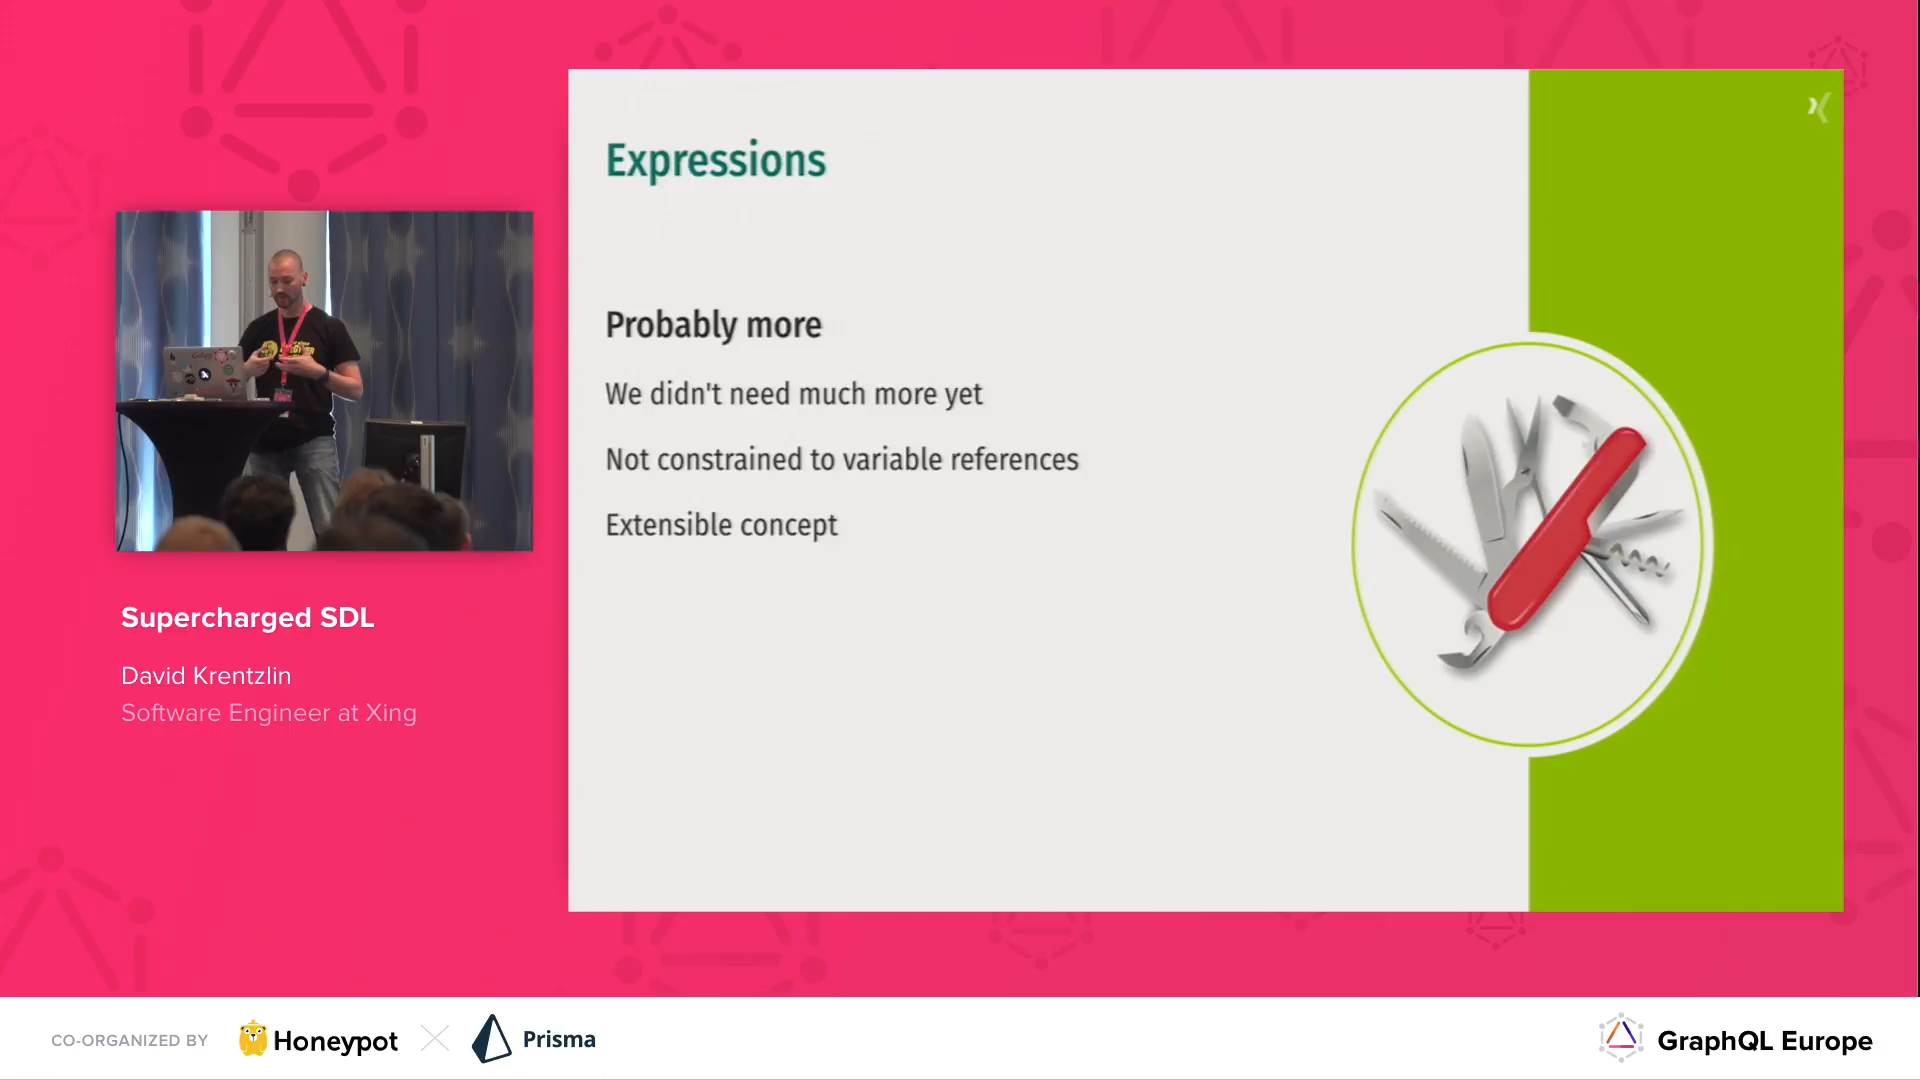 Expressions
Probably more
We didn't need much more yet
Not constrained to variable references
Extensible concept
Supercharged SDL
David Krentzlin
Software Engineer at Xing
CO-ORGANIZED BY
Honeypot
Prisma
GraphQL Europe